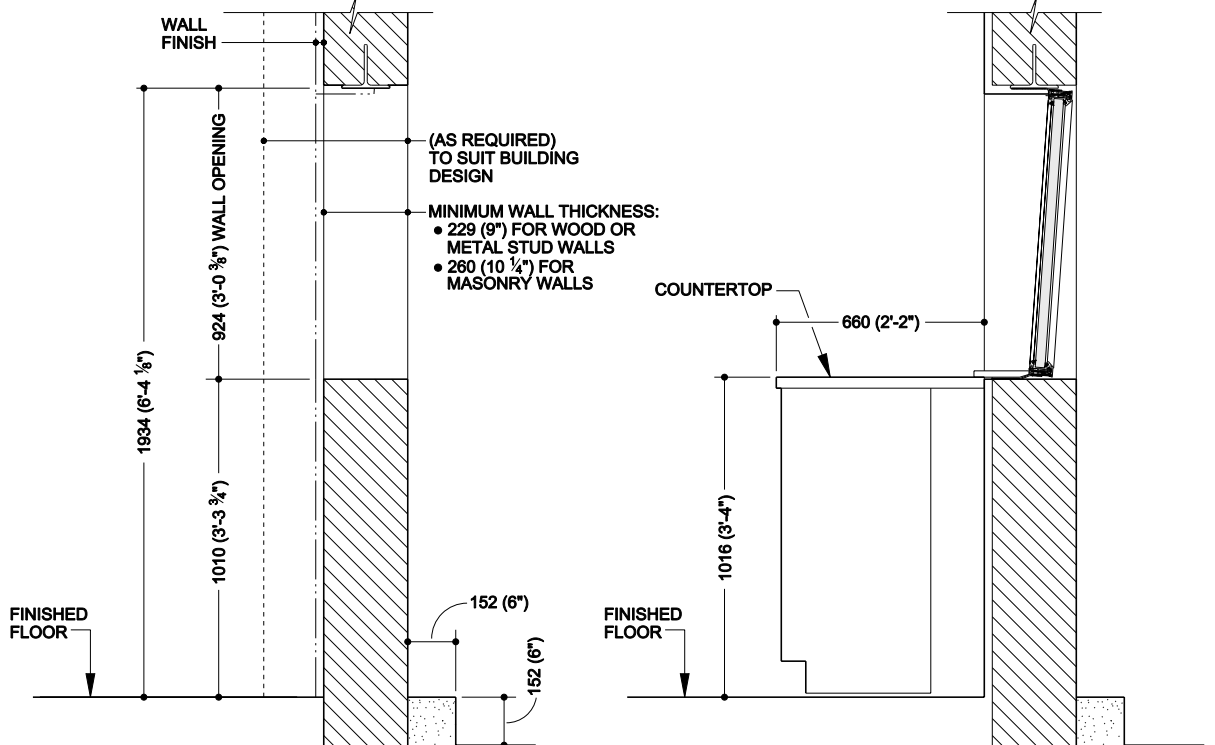 WALL
FINISH
(AS REQUIRED)
TO SUIT BUILDING
DESIGN
MINIMUM WALL THICKNESS:
● 229 (9") FOR WOOD OR
METAL STUD WALLS
● 260 (10 ¼") FOR
MASONRY WALLS
924 (3'-0 ⅜") WALL OPENING
1934 (6'-4 ⅛")
1010 (3'-3 ¾")
FINISHED
FLOOR
152 (6")
152 (6")
COUNTERTOP
660 (2'-2")
1016 (3'-4")
FINISHED
FLOOR